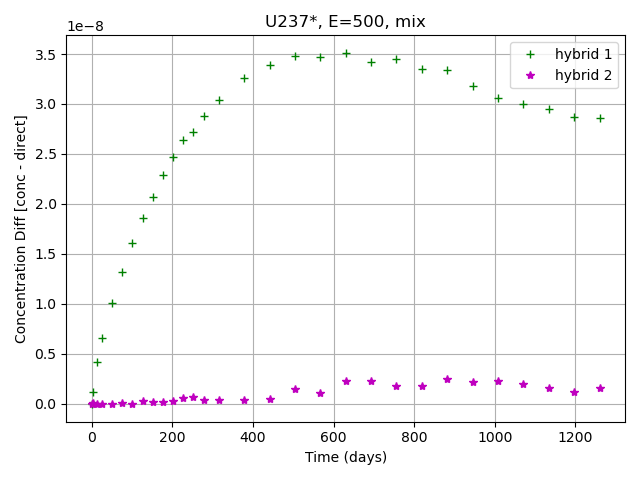 U237*, E=500, mix
1e−8
hybrid 1
hybrid 2
Concentration Diff [conc - direct]
3.5
3.0
2.5
2.0
1.5
1.0
0.5
0.0
0 200 400 600 800 1000 1200
Time (days)